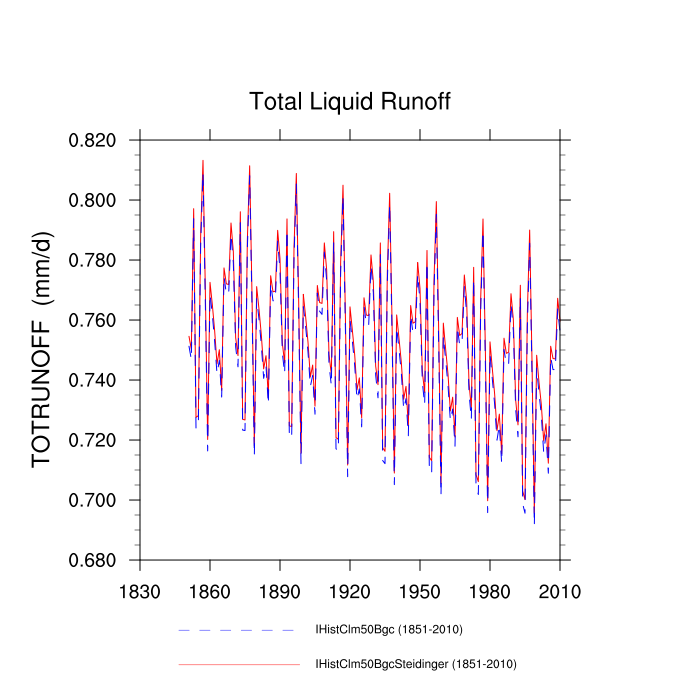 Total Liquid Runoff
TOTRUNOFF (mm/d)
0.820
0.800
0.780
0.760
0.740
0.720
0.700
0.680
1830 1860 1890 1920 1950 1980 2010
IHistClm50Bgc (1851-2010)
IHistClm50BgcSteidinger (1851-2010)